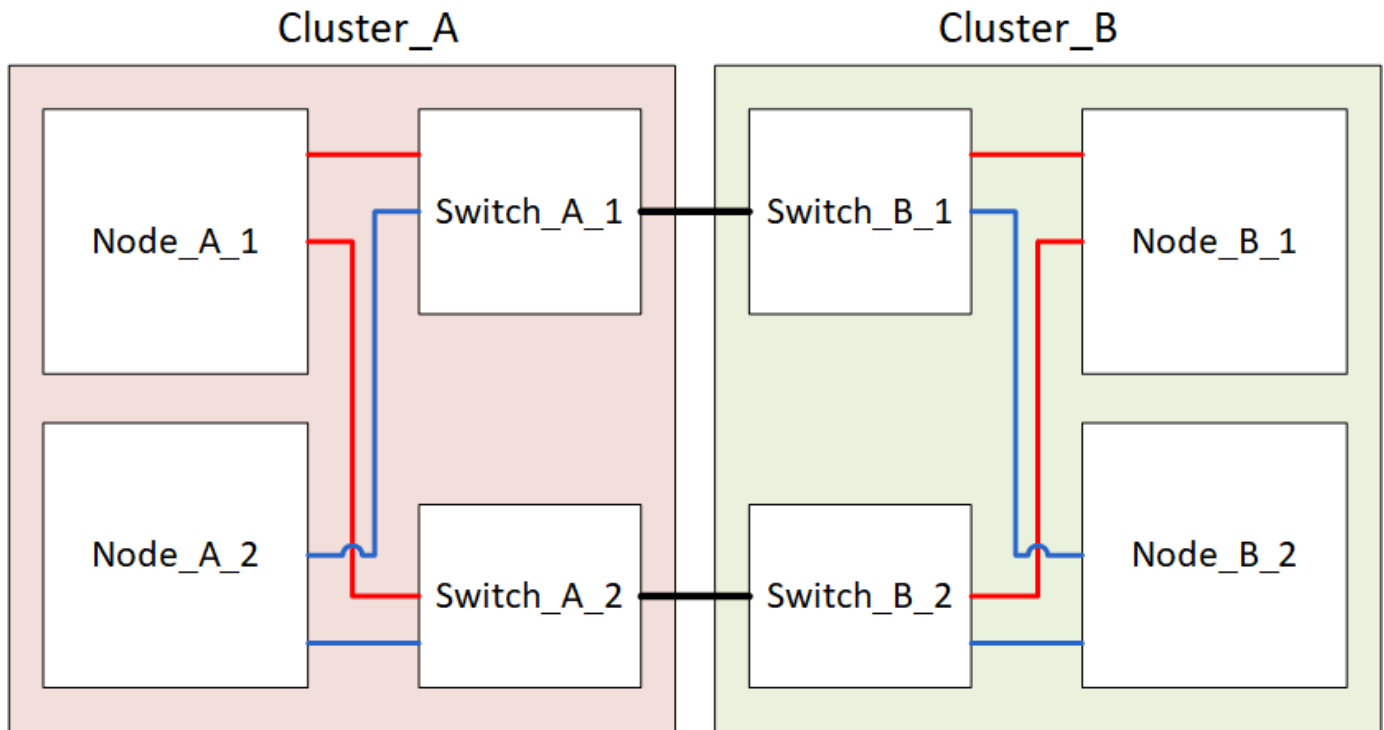 Cluster_A
Cluster_B
Node_A_1
Switch_A_1
Switch_B_1
Node_B_1
Node_A_2
Switch_A_2
Switch_B_2
Node_B_2